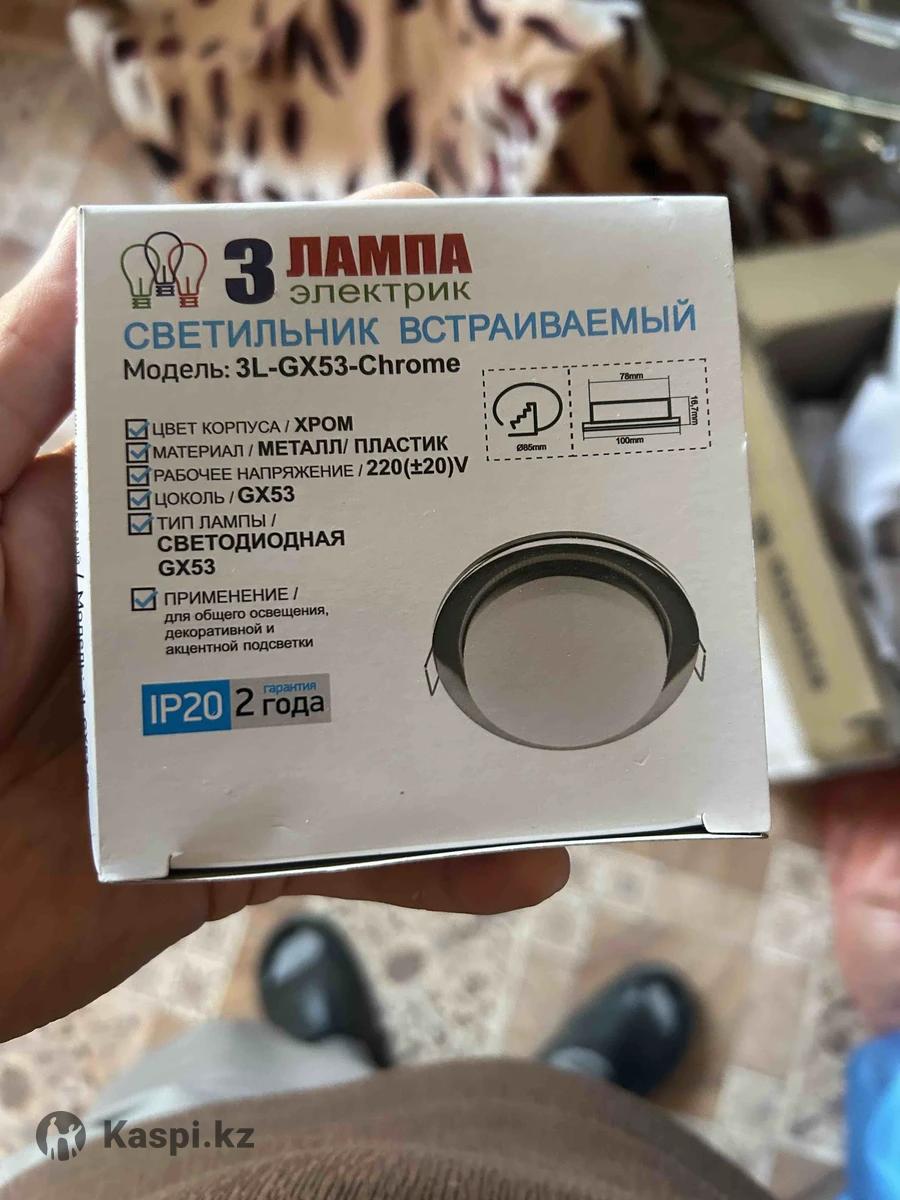 3 ЛАМПА
электрик
СВЕТИЛЬНИК ВСТРАИВАЕМЫЙ
Модель: 3L-GX53-Chrome
78mm
16,7mm
100mm
Ø85mm
ЦВЕТ КОРПУСА / ХРОМ
МАТЕРИАЛ / МЕТАЛЛ/ ПЛАСТИК
РАБОЧЕЕ НАПРЯЖЕНИЕ / 220(±20)V
ЦОКОЛЬ / GX53
ТИП ЛАМПЫ /
СВЕТОДИОДНАЯ
GX53
ПРИМЕНЕНИЕ /
для общего освещения,
декоративной и
акцентной подсветки
IP20
гарантия
2 года
Kaspi.kz